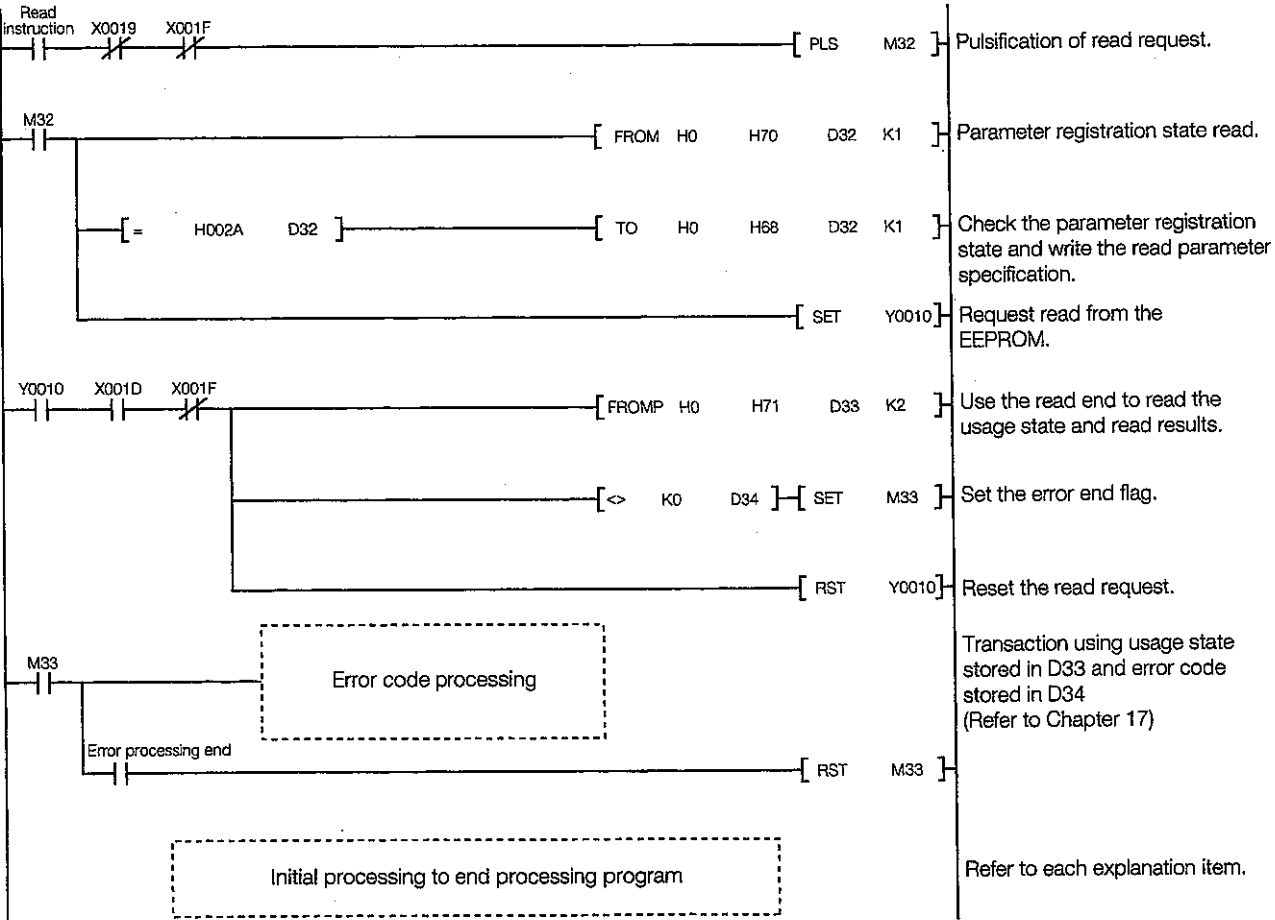 Read
instruction X0019 X001F
[ PLS M32 ] Pulsification of read request.
M32
[ FROM H0 H70 D32 K1 ] Parameter registration state read.
[ = H002A D32 ] [ TO H0 H68 D32 K1 ] Check the parameter registration
state and write the read parameter
specification.
[ SET Y0010 ] Request read from the
EEPROM.
Y0010 X001D X001F
[ FROMP H0 H71 D33 K2 ] Use the read end to read the
usage state and read results.
[ <> K0 D34 ] [ SET M33 ] Set the error end flag.
[ RST Y0010 ] Reset the read request.
M33
Error code processing
Transaction using usage state
stored in D33 and error code
stored in D34
(Refer to Chapter 17)
Error processing end
[ RST M33 ]
Initial processing to end processing program
Refer to each explanation item.